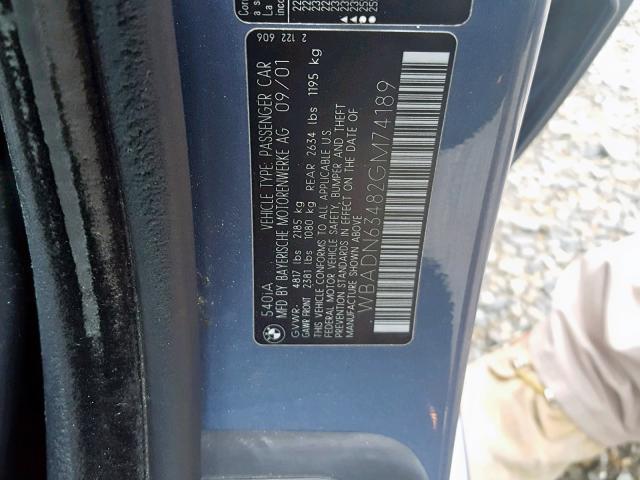 540iA VEHICLE TYPE: PASSENGER CAR
MFD BY BAYERISCHE MOTORENWERKE AG 09/01
GVWR- 4817 lbs 2185 kg
GAWR FRONT 2381 lbs 1080 kg REAR 2634 lbs 1195 kg
THIS VEHICLE CONFORMS TO ALL APPLICABLE U.S.
FEDERAL MOTOR VEHICLE SAFETY, BUMPER AND THEFT
PREVENTION STANDARDS IN EFFECT ON THE DATE OF
MANUFACTURE SHOWN ABOVE.
WBADN63482GM74189
2 122 606